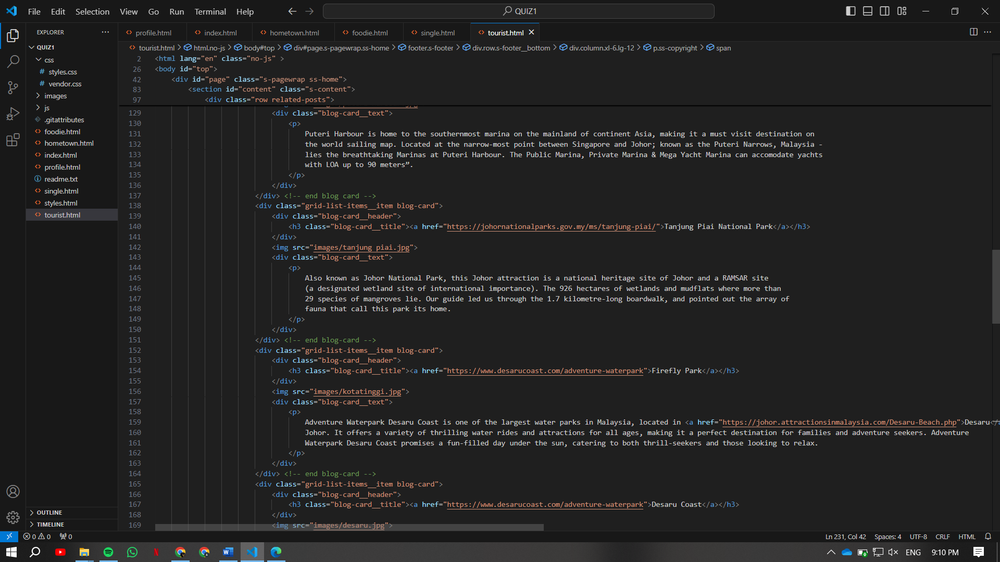 File Edit Selection View Go Run Terminal Help
QUIZ1
EXPLORER
profile.html
index.html
hometown.html
foodie.html
single.html
tourist.html
tourist.html > html.no-js > body#top > div#page.s-pagewrap.ss-home > footer.s-footer > div.row.s-footer__bottom > div.column.xl-6.lg-12 > p.ss-copyright > span
QUIZ1
css
styles.css
vendor.css
images
js
.gitattributes
foodie.html
hometown.html
index.html
profile.html
readme.txt
single.html
styles.html
tourist.html
OUTLINE
TIMELINE
2 <html lang="en" class="no-js" >
26 <body id="top">
42 <div id="page" class="s-pagewrap ss-home">
83 <section id="content" class="s-content">
97 <div class="row related-posts">
129 <div class="blog-card__text">
130 <p>
131 Puteri Harbour is home to the southernmost marina on the mainland of continent Asia, making it a must visit destination on
132 the world sailing map. Located at the narrow-most point between Singapore and Johor; known as the Puteri Narrows, Malaysia -
133 lies the breathtaking Marinas at Puteri Harbour. The Public Marina, Private Marina & Mega Yacht Marina can accomodate yachts
134 with LOA up to 90 meters”.
135 </p>
136 </div>
137 </div> <!-- end blog card -->
138 <div class="grid-list-items__item blog-card">
139 <div class="blog-card__header">
140 <h3 class="blog-card__title"><a href="https://johornationalparks.gov.my/ms/tanjung-piai/">Tanjung Piai National Park</a></h3>
141 </div>
142 <img src="images/tanjung piai.jpg">
143 <div class="blog-card__text">
144 <p>
145 Also known as Johor National Park, this Johor attraction is a national heritage site of Johor and a RAMSAR site
146 (a designated wetland site of international importance). The 926 hectares of wetlands and mudflats where more than
147 29 species of mangroves lie. Our guide led us through the 1.7 kilometre-long boardwalk, and pointed out the array of
148 fauna that call this park its home.
149 </p>
150 </div>
151 </div> <!-- end blog-card -->
152 <div class="grid-list-items__item blog-card">
153 <div class="blog-card__header">
154 <h3 class="blog-card__title"><a href="https://www.desarucoast.com/adventure-waterpark">Firefly Park</a></h3>
155 </div>
156 <img src="images/kotatinggi.jpg">
157 <div class="blog-card__text">
158 <p>
159 Adventure Waterpark Desaru Coast is one of the largest water parks in Malaysia, located in <a href="https://johor.attractionsinmalaysia.com/Desaru-Beach.php">Desaru</a
160 Johor. It offers a variety of thrilling water rides and attractions for all ages, making it a perfect destination for families and adventure seekers. Adventure
161 Waterpark Desaru Coast promises a fun-filled day under the sun, catering to both thrill-seekers and those looking to relax.
162 </p>
163 </div>
164 </div> <!-- end blog-card -->
165 <div class="grid-list-items__item blog-card">
166 <div class="blog-card__header">
167 <h3 class="blog-card__title"><a href="https://www.desarucoast.com/adventure-waterpark">Desaru Coast</a></h3>
168 </div>
169 <img src="images/desaru.jpg">
0 0 0
Ln 231, Col 42 Spaces: 4 UTF-8 CRLF HTML
ENG 9:10 PM